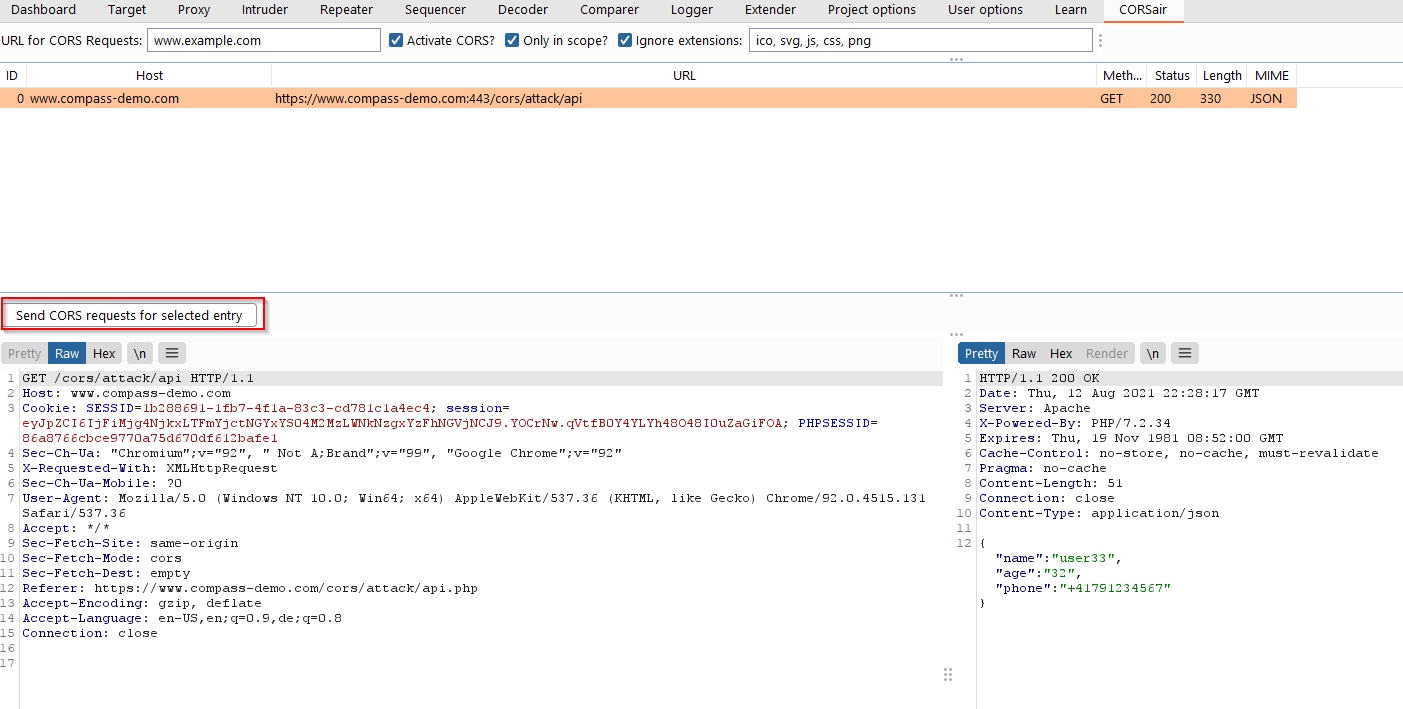 Dashboard Target Proxy Intruder Repeater Sequencer Decoder Comparer Logger Extender Project options User options Learn CORSair
URL for CORS Requests: www.example.com Activate CORS? Only in scope? Ignore extensions: ico, svg, js, css, png
ID Host URL Meth... Status Length MIME
0 www.compass-demo.com https://www.compass-demo.com:443/cors/attack/api GET 200 330 JSON
Send CORS requests for selected entry
Pretty Raw Hex \n
1 GET /cors/attack/api HTTP/1.1
2 Host: www.compass-demo.com
3 Cookie: SESSID=1b288691-1fb7-4f1a-83c3-cd781c1a4ec4; session=
eyJpZCI6IjFiMjg4NjkxLTFmYjctNGYxYS04M2MzLWNkNzgxYzFhNGVjNCJ9.YOCrNw.qVtfB0Y4YLYh48O48IOuZaGiFOA; PHPSESSID=
86a8766cbce9770a75d670df612bafe1
4 Sec-Ch-Ua: "Chromium";v="92", " Not A;Brand";v="99", "Google Chrome";v="92"
5 X-Requested-With: XMLHttpRequest
6 Sec-Ch-Ua-Mobile: ?0
7 User-Agent: Mozilla/5.0 (Windows NT 10.0; Win64; x64) AppleWebKit/537.36 (KHTML, like Gecko) Chrome/92.0.4515.131
Safari/537.36
8 Accept: */*
9 Sec-Fetch-Site: same-origin
10 Sec-Fetch-Mode: cors
11 Sec-Fetch-Dest: empty
12 Referer: https://www.compass-demo.com/cors/attack/api.php
13 Accept-Encoding: gzip, deflate
14 Accept-Language: en-US,en;q=0.9,de;q=0.8
15 Connection: close
16
17
Pretty Raw Hex Render \n
1 HTTP/1.1 200 OK
2 Date: Thu, 12 Aug 2021 22:28:17 GMT
3 Server: Apache
4 X-Powered-By: PHP/7.2.34
5 Expires: Thu, 19 Nov 1981 08:52:00 GMT
6 Cache-Control: no-store, no-cache, must-revalidate
7 Pragma: no-cache
8 Content-Length: 51
9 Connection: close
10 Content-Type: application/json
11
12 {
"name":"user33",
"age":"32",
"phone":"+41791234567"
}